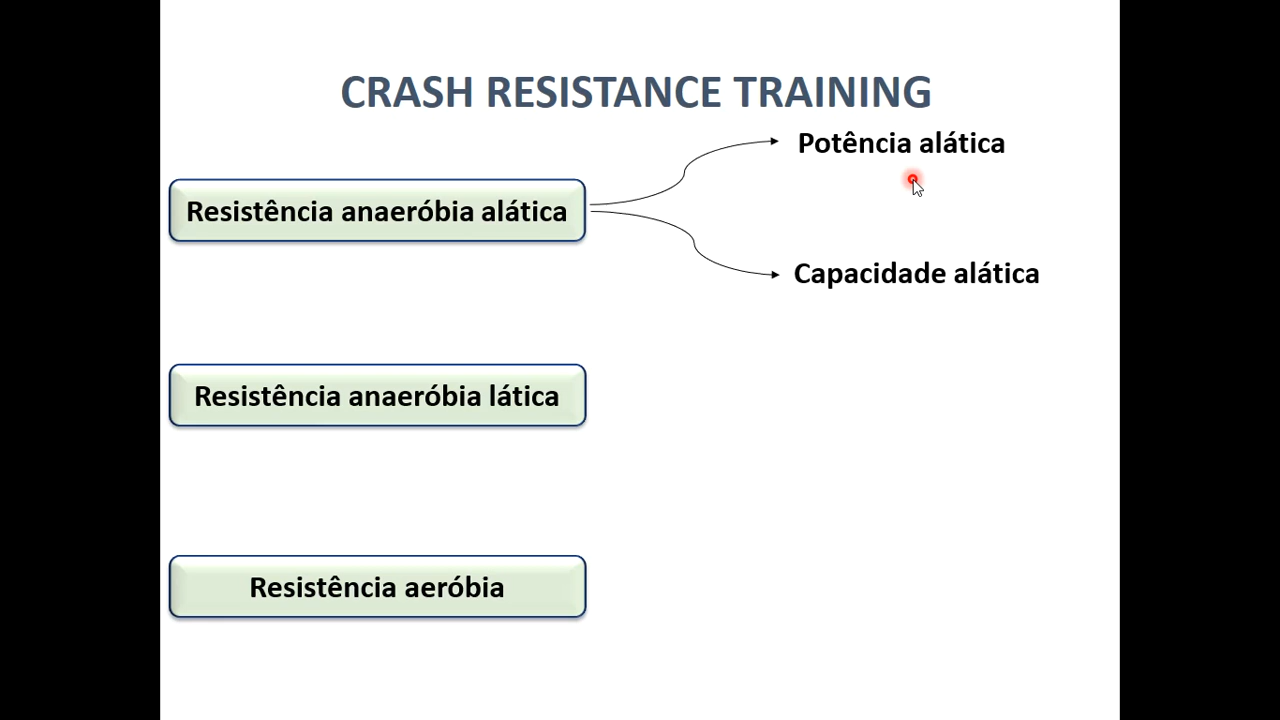 CRASH RESISTANCE TRAINING
Potência alática
Resistência anaeróbia alática
Capacidade alática
Resistência anaeróbia lática
Resistência aeróbia